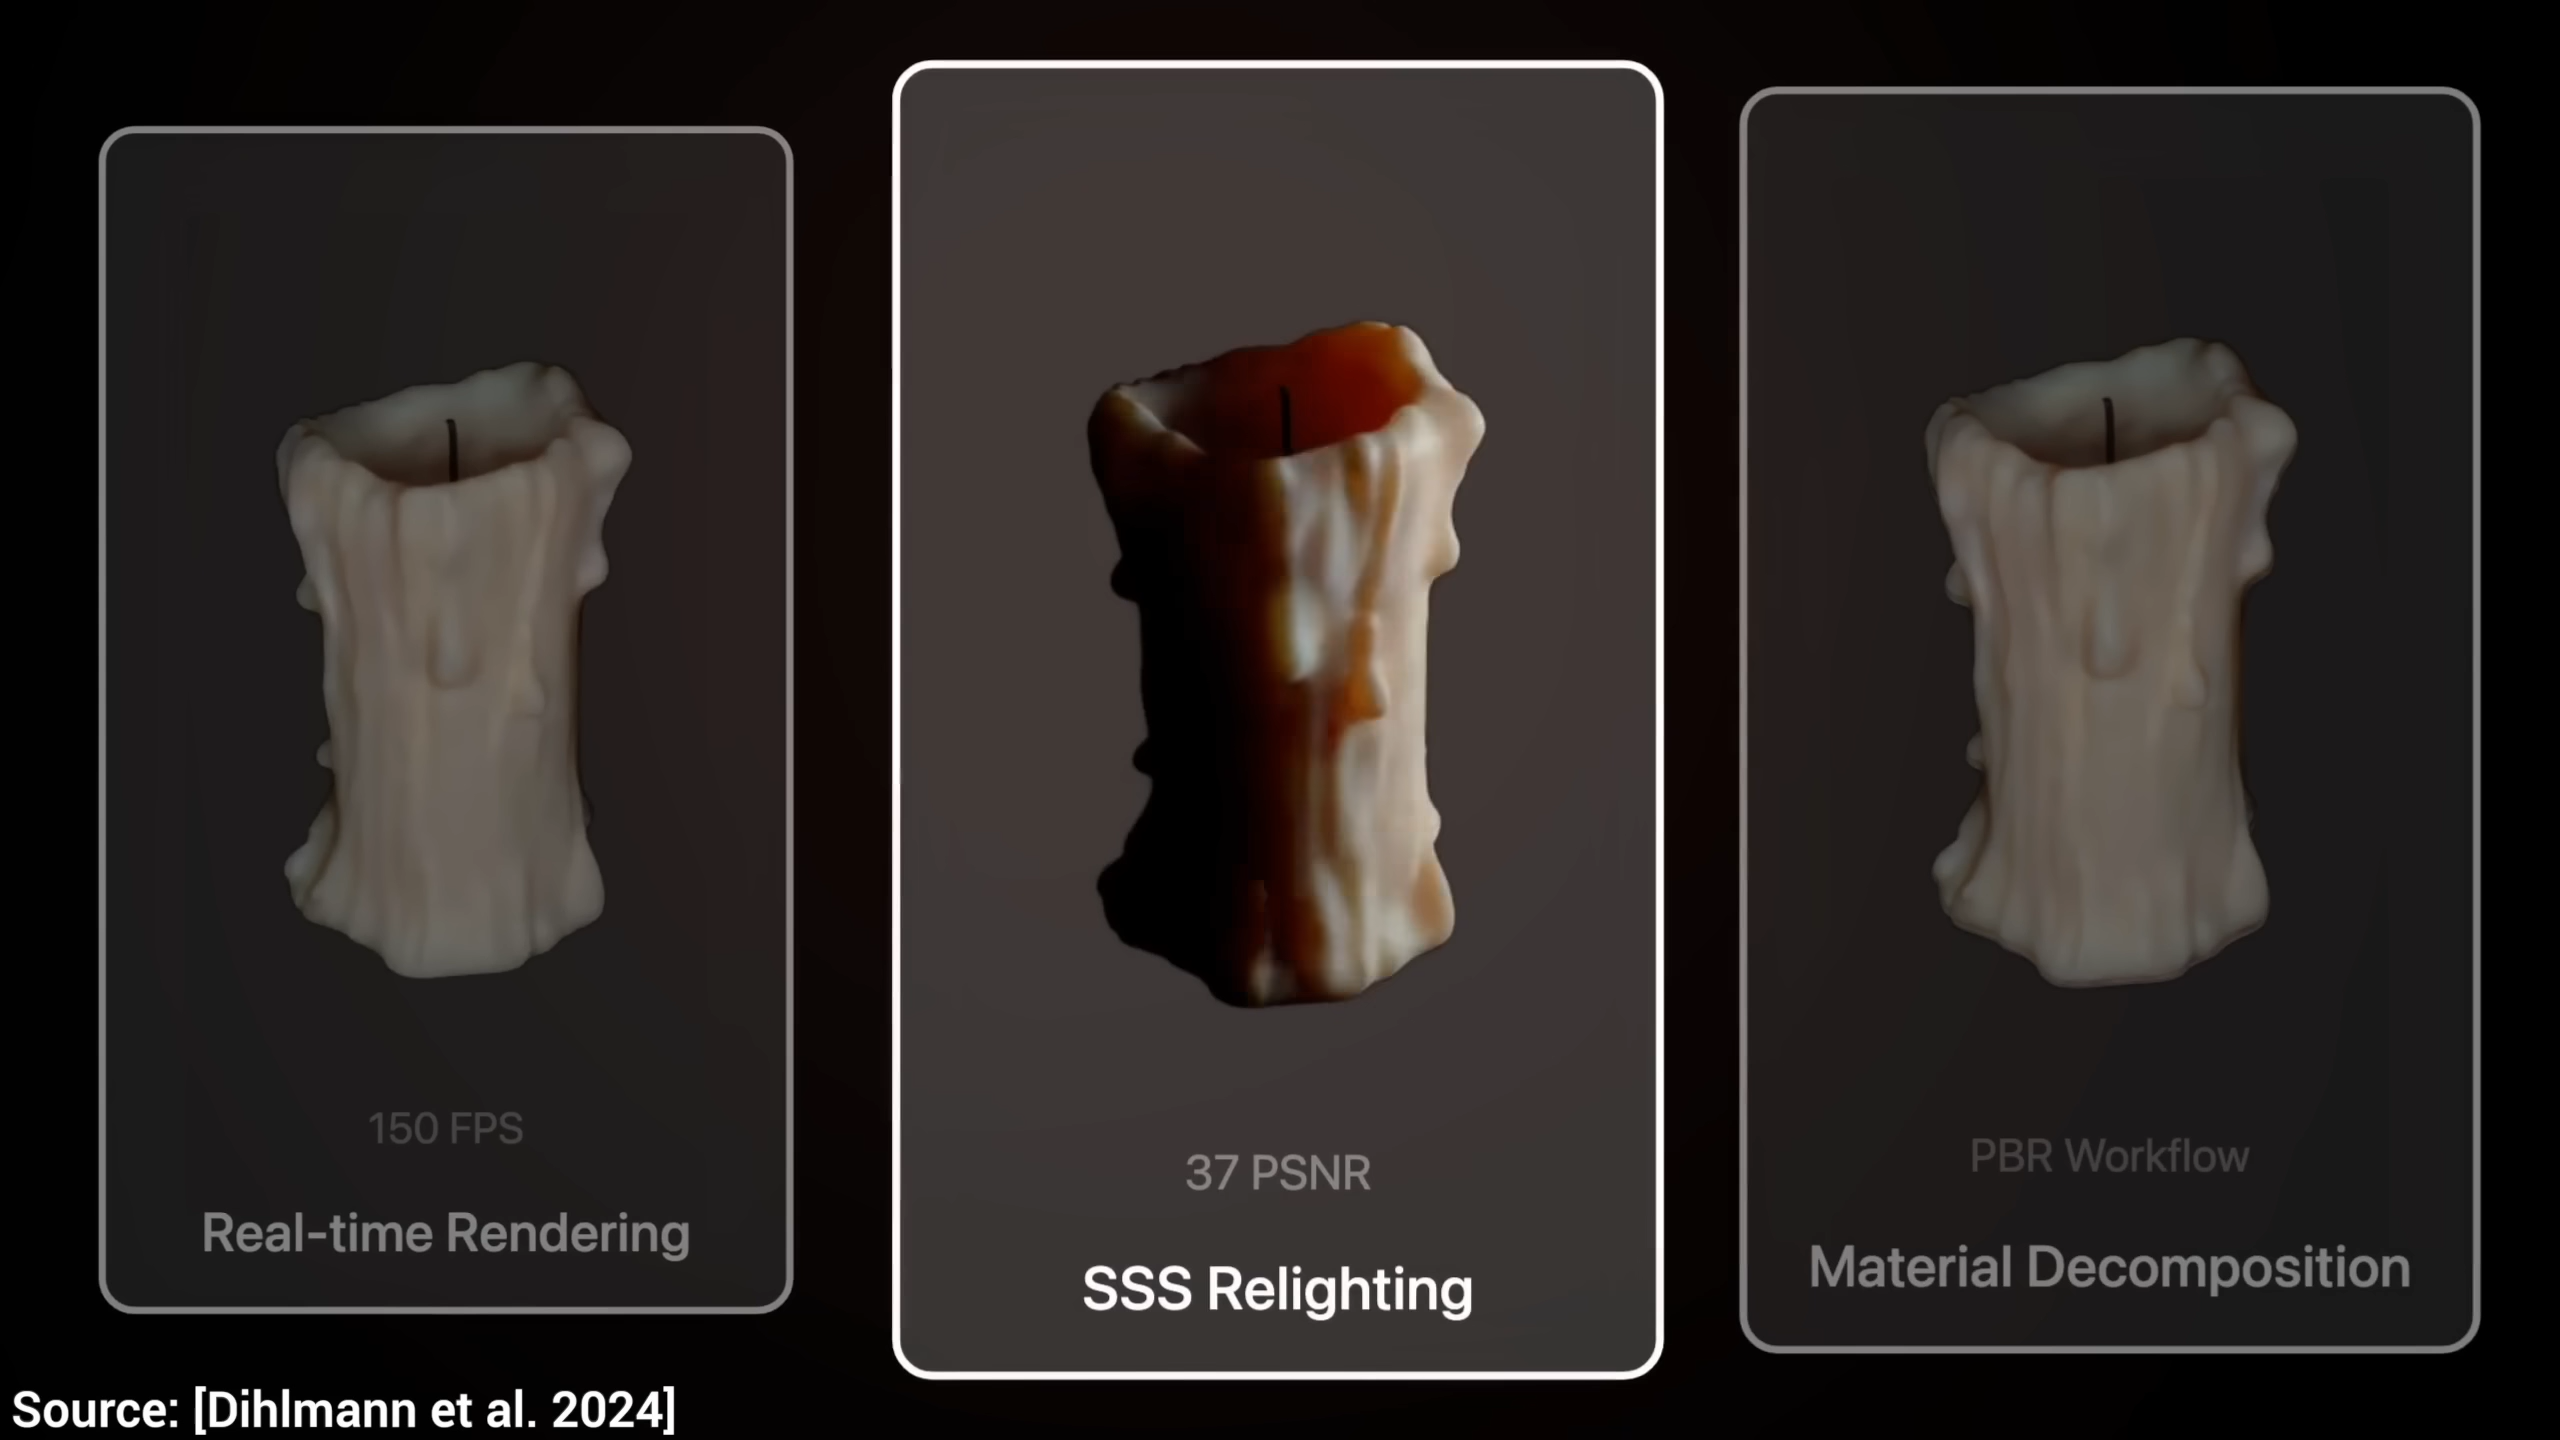 150 FPS
Real-time Rendering
37 PSNR
SSS Relighting
PBR Workflow
Material Decomposition
Source: [Dihlmann et al. 2024]